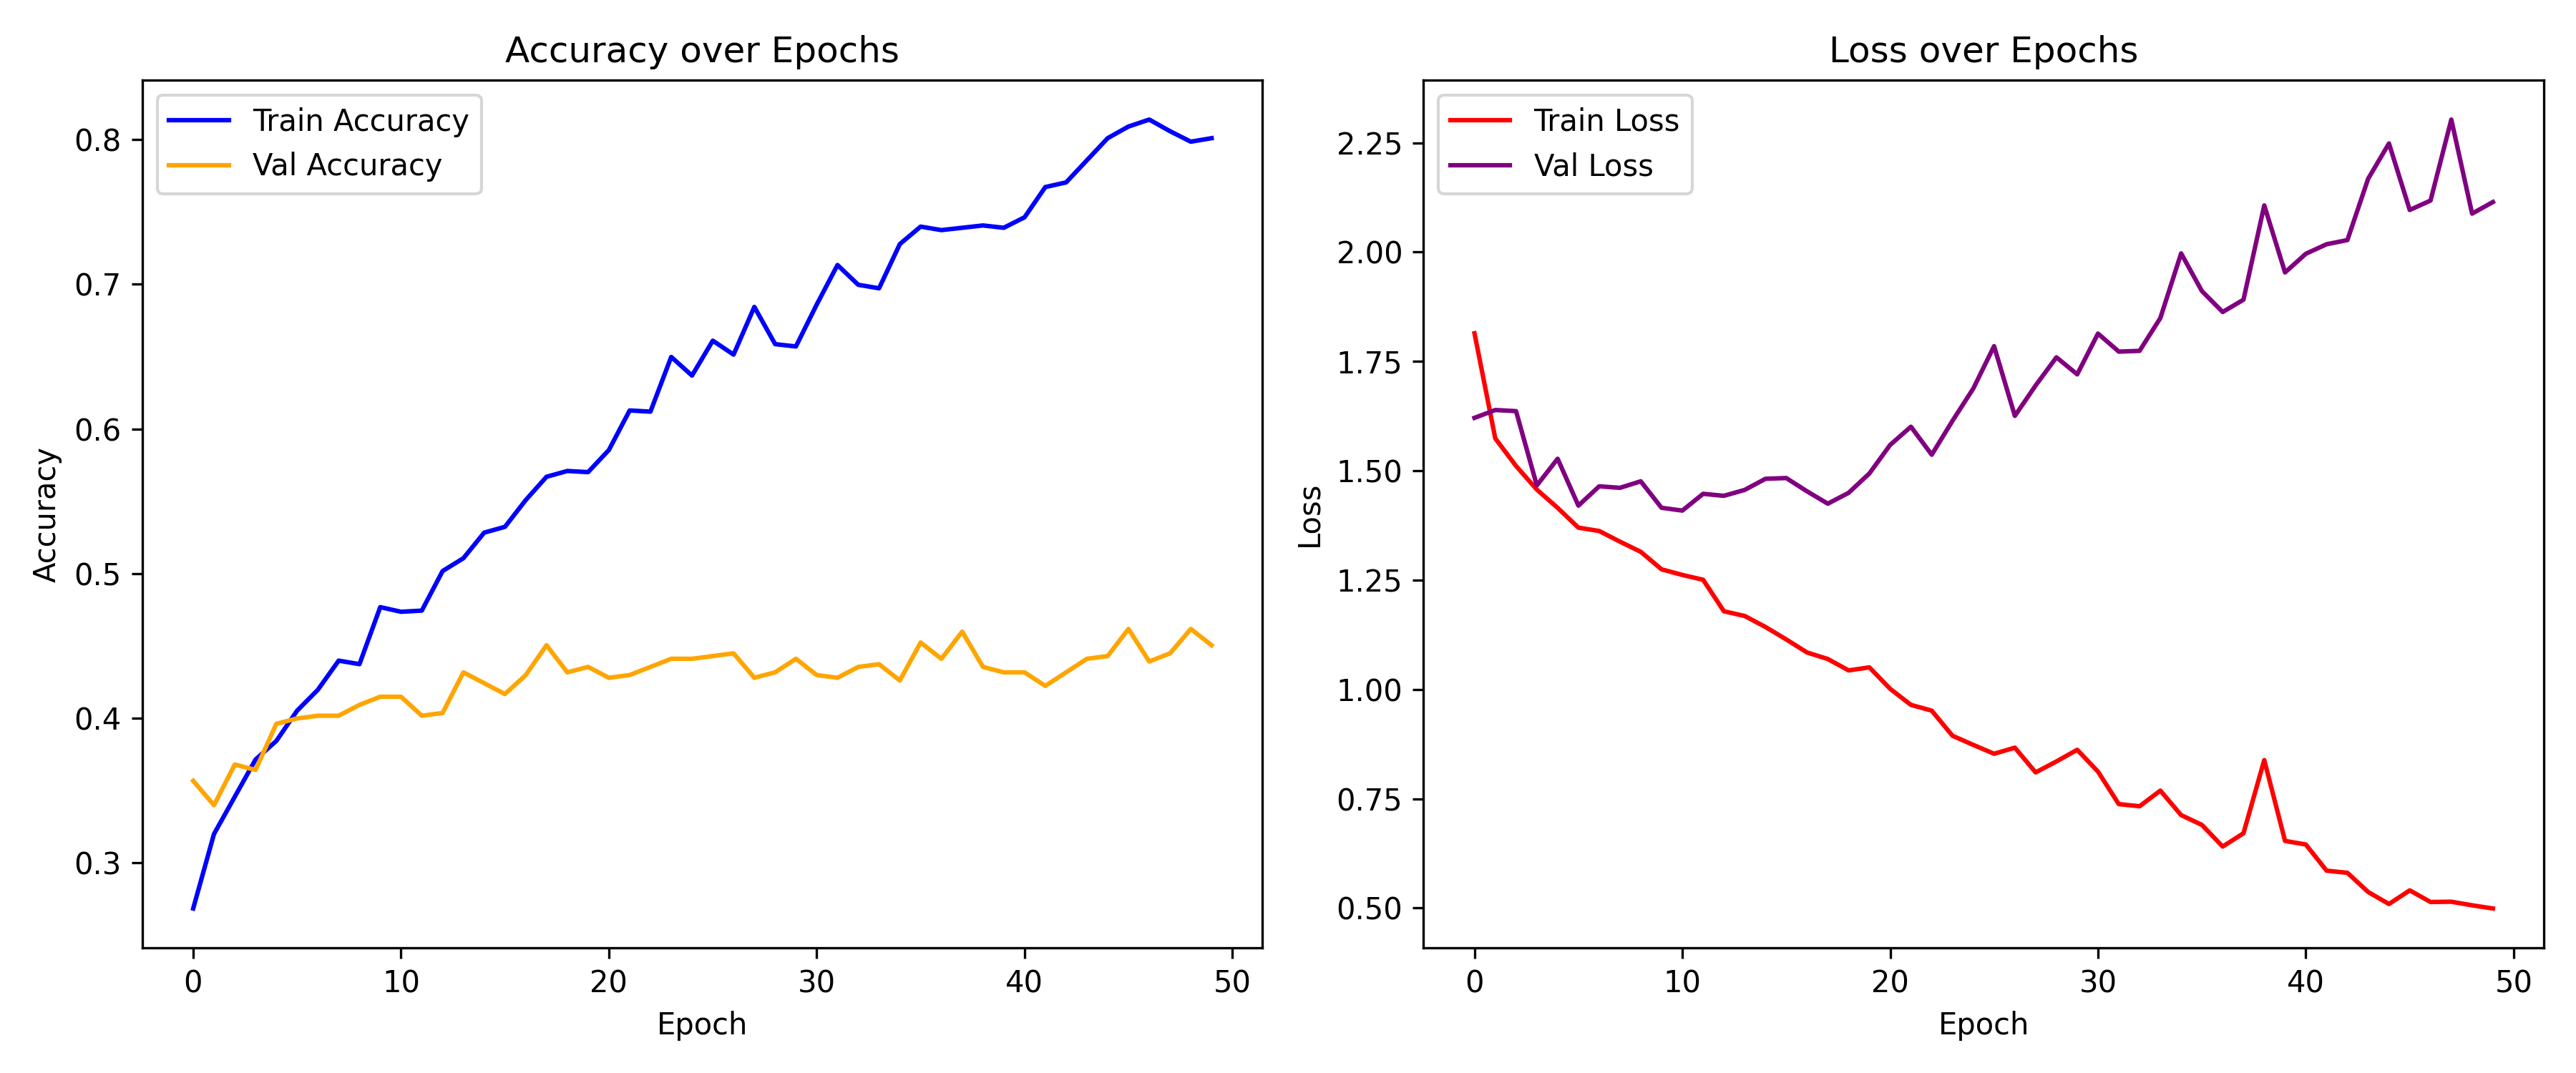 Accuracy over Epochs
Train Accuracy
Val Accuracy
0.8
0.7
0.6
0.5
0.4
0.3
Accuracy
0 10 20 30 40 50
Epoch
Loss over Epochs
Train Loss
Val Loss
2.25
2.00
1.75
1.50
1.25
1.00
0.75
0.50
Loss
0 10 20 30 40 50
Epoch